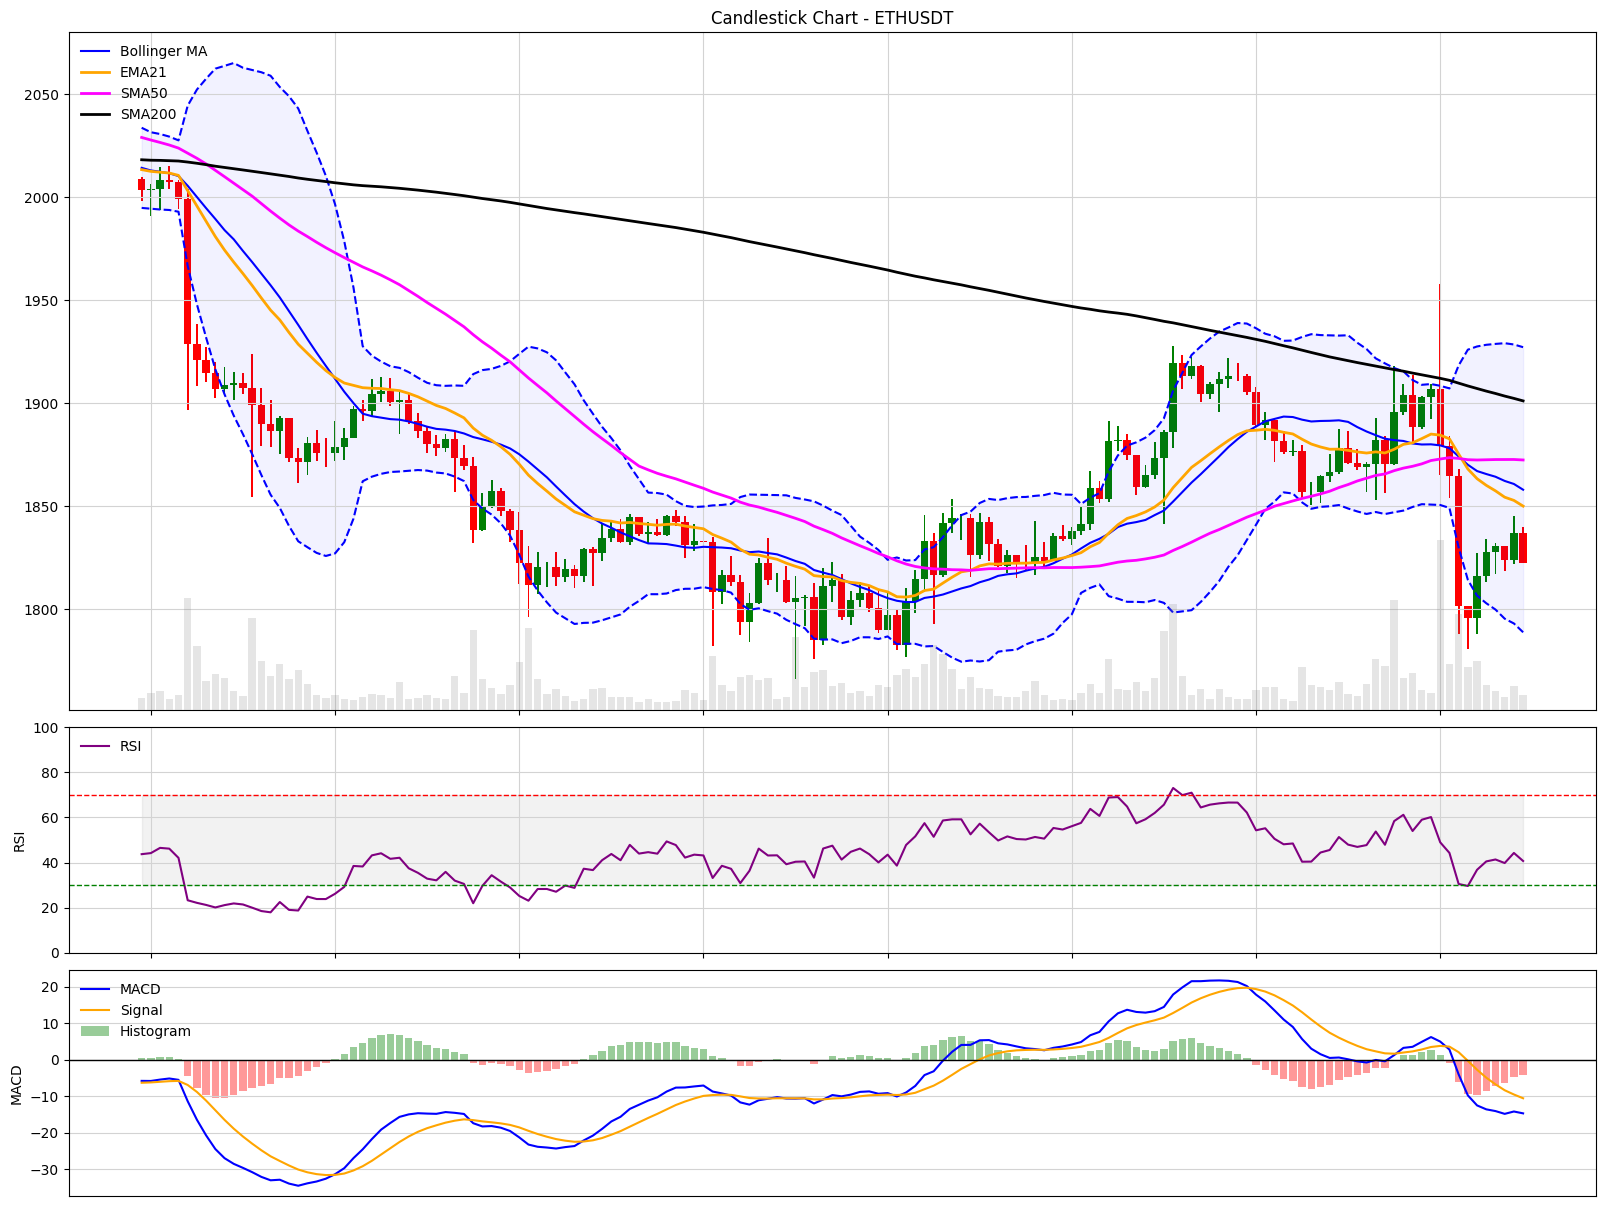 Candlestick Chart - ETHUSDT
Bollinger MA
EMA21
SMA50
SMA200
2050
2000
1950
1900
1850
1800
RSI
100
80
60
40
20
0
RSI
MACD
Signal
Histogram
20
10
0
−10
−20
−30
MACD